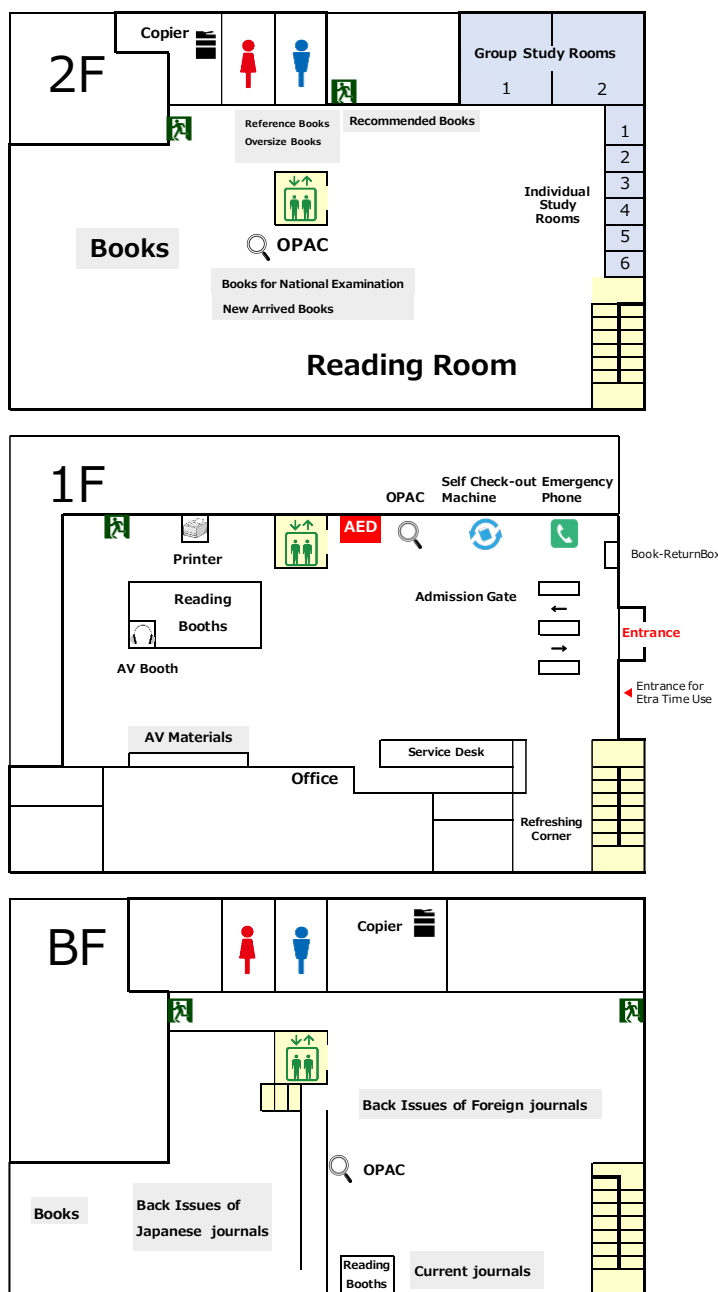 2F
Copier
Group Study Rooms
1
2
Reference Books
Oversize Books
Recommended Books
1
2
3
4
5
6
Individual
Study
Rooms
Books
OPAC
Books for National Examination
New Arrived Books
Reading Room
1F
OPAC
Self Check-out
Machine
Emergency
Phone
AED
Printer
Book-ReturnBox
Reading
Booths
Admission Gate
←
→
Entrance
AV Booth
Entrance for
Etra Time Use
AV Materials
Service Desk
Office
Refreshing
Corner
BF
Copier
Back Issues of Foreign journals
OPAC
Books
Back Issues of
Japanese journals
Reading
Booths
Current journals